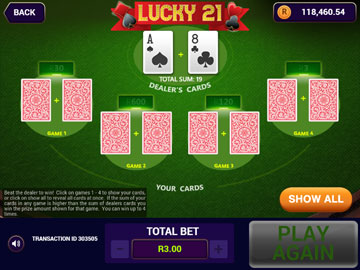 BACK
LUCKY 21
R 118,460.54
A
8
+
TOTAL SUM: 19
DEALER'S CARDS
+
+
+
+
GAME 1
GAME 2
GAME 3
GAME 4
YOUR CARDS
Beat the dealer to win! Click on games 1 - 4 to show your cards,
or click on show all to reveal all cards at once. If the sum of your
cards in any game is higher than the sum of dealers cards you
win the prize amount shown for that game. You can win up to 4
times.
SHOW ALL
TRANSACTION ID 303505
TOTAL BET
- R3.00 +
PLAY
AGAIN